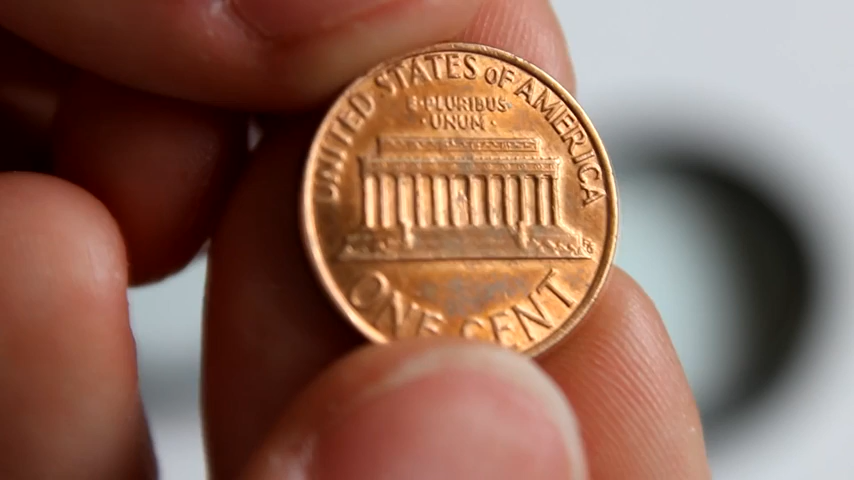 UNITED STATES OF AMERICA
E·PLURIBUS·
·UNUM·
ONE CENT